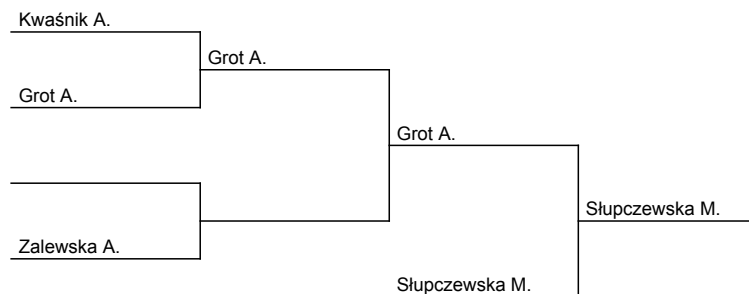 Kwaśnik A.
Grot A.
Grot A.
Grot A.
Słupczewska M.
Zalewska A.
Słupczewska M.